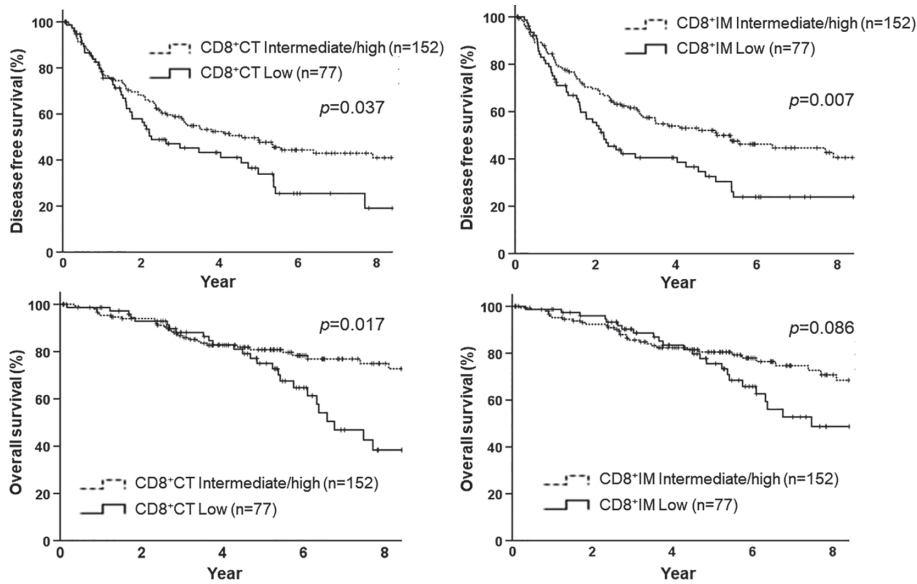 100
80
60
40
20
0
Disease free survival (%)
CD8⁺CT Intermediate/high (n=152)
CD8⁺CT Low (n=77)
p=0.037
0 2 4 6 8
Year
100
80
60
40
20
0
Disease free survival (%)
CD8⁺IM Intermediate/high (n=152)
CD8⁺IM Low (n=77)
p=0.007
0 2 4 6 8
Year
100
80
60
40
20
0
Overall survival (%)
p=0.017
CD8⁺CT Intermediate/high (n=152)
CD8⁺CT Low (n=77)
0 2 4 6 8
Year
100
80
60
40
20
0
Overall survival (%)
p=0.086
CD8⁺IM Intermediate/high (n=152)
CD8⁺IM Low (n=77)
0 2 4 6 8
Year